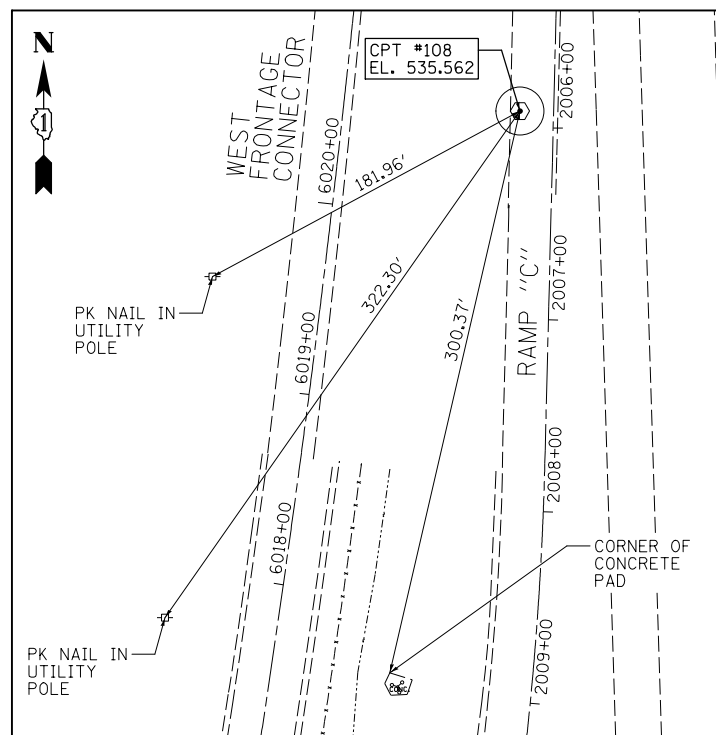 N
1
WEST
FRONTAGE
CONNECTOR
CPT #108
EL. 535.562
2006+00
6020+00
181.96'
322.30'
300.37'
RAMP "C"
2007+00
PK NAIL IN
UTILITY
POLE
6019+00
2008+00
6018+00
CORNER OF
CONCRETE
PAD
2009+00
PK NAIL IN
UTILITY
POLE
CONC.